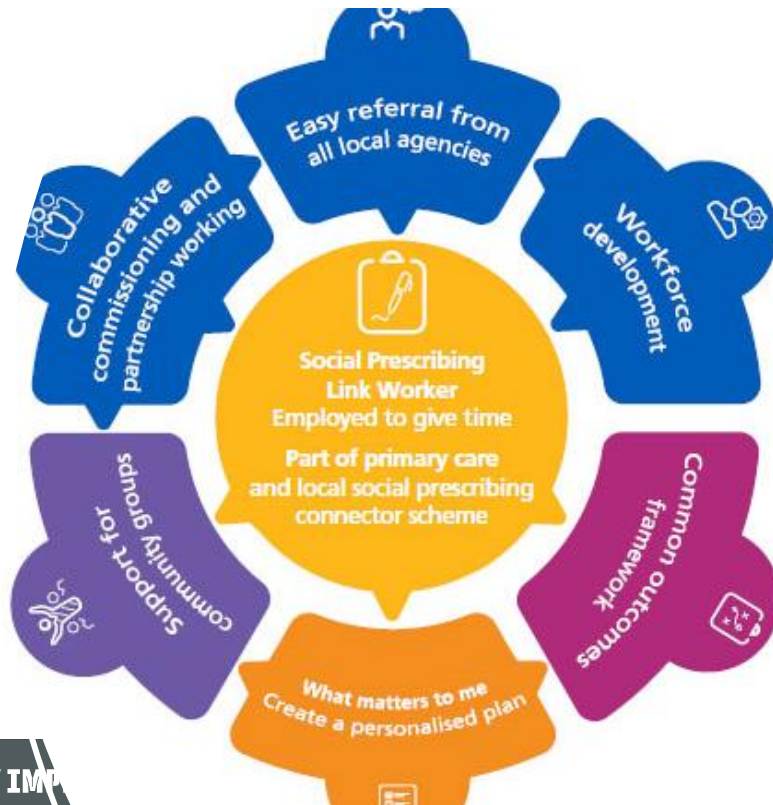 Easy referral from
all local agencies
Workforce
development
Common outcomes
framework
What matters to me
Create a personalised plan
Support for
community groups
Collaborative
commissioning and
partnership working
Social Prescribing
Link Worker
Employed to give time
Part of primary care
and local social prescribing
connector scheme